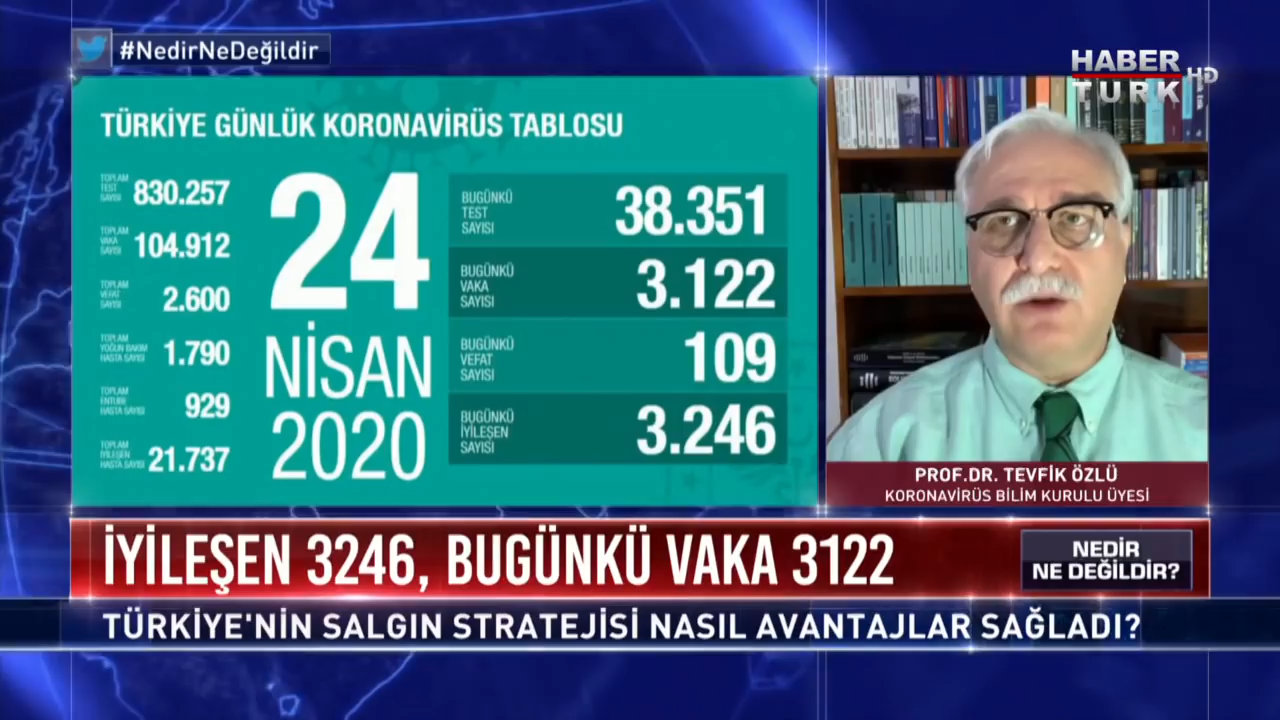 #NedirNeDeğildir
HABER
TURK HD
TÜRKİYE GÜNLÜK KORONAVİRÜS TABLOSU
TOPLAM
TEST
SAYISI
830.257
TOPLAM
VAKA
SAYISI
104.912
TOPLAM
VEFAT
SAYISI
2.600
TOPLAM
YOĞUN BAKIM
HASTA SAYISI
1.790
TOPLAM
ENTUBE
HASTA SAYISI
929
TOPLAM
İYİLEŞEN
HASTA SAYISI
21.737
24
NİSAN
2020
BUGÜNKÜ
TEST
SAYISI
38.351
BUGÜNKÜ
VAKA
SAYISI
3.122
BUGÜNKÜ
VEFAT
SAYISI
109
BUGÜNKÜ
İYİLEŞEN
SAYISI
3.246
PROF.DR. TEVFİK ÖZLÜ
KORONAVİRÜS BİLİM KURULU ÜYESİ
İYİLEŞEN 3246, BUGÜNKÜ VAKA 3122
NEDİR
NE DEĞİLDİR?
TÜRKİYE'NİN SALGIN STRATEJİSİ NASIL AVANTAJLAR SAĞLADI?